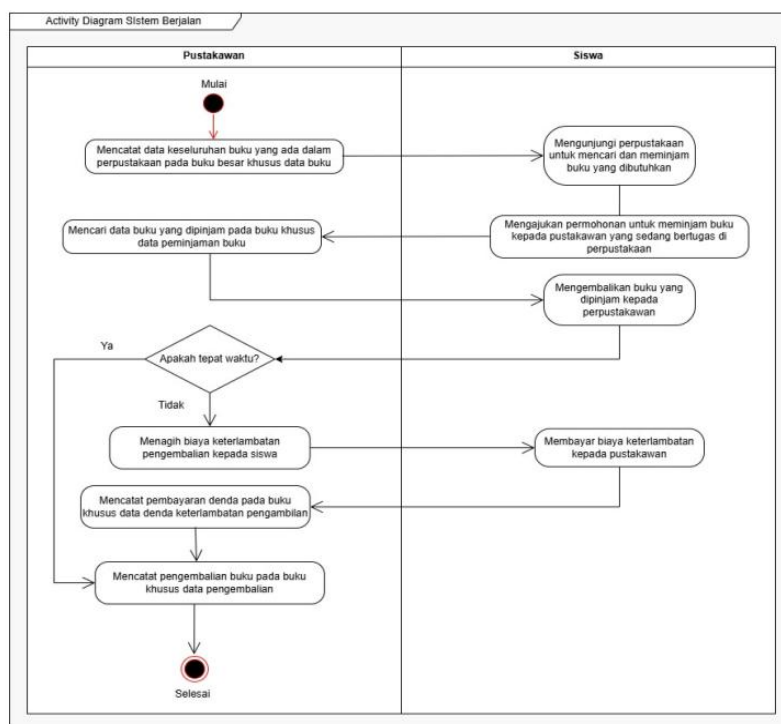 Activity Diagram SIstem Berjalan
Pustakawan
Siswa
Mulai
Mencatat data keseluruhan buku yang ada dalam
perpustakaan pada buku besar khusus data buku
Mengunjungi perpustakaan
untuk mencari dan meminjam
buku yang dibutuhkan
Mengajukan permohonan untuk meminjam buku
kepada pustakawan yang sedang bertugas di
perpustakaan
Mencari data buku yang dipinjam pada buku khusus
data peminjaman buku
Mengembalikan buku yang
dipinjam kepada
perpustakawan
Apakah tepat waktu?
Ya
Tidak
Menagih biaya keterlambatan
pengembalian kepada siswa
Membayar biaya keterlambatan
kepada pustakawan
Mencatat pembayaran denda pada buku
khusus data denda keterlambatan pengambilan
Mencatat pengembalian buku pada buku
khusus data pengembalian
Selesai